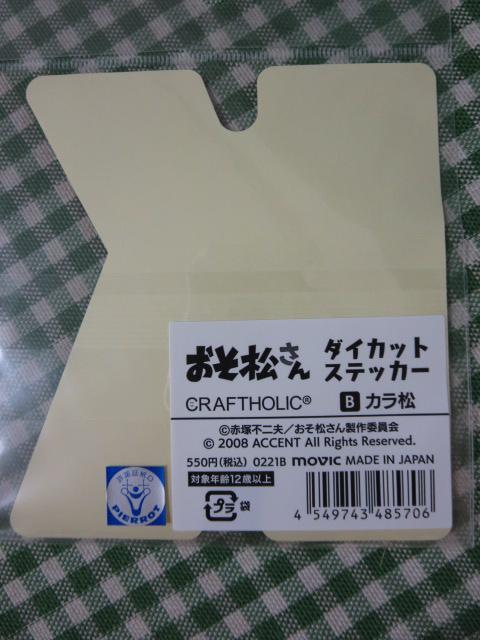 おそ松さん
ダイカット
ステッカー
CRAFTHOLIC®
B カラ松
©赤塚不二夫／おそ松さん製作委員会
© 2008 ACCENT All Rights Reserved.
550円(税込) 0221B movic MADE IN JAPAN
対象年齢12歳以上
プラ 袋
4 549743 485706
PIERROT